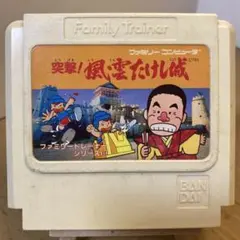 Family Trainer
ファミリー コンピュータ
突撃!風雲たけし城
ファミリートレーナー
シリーズ
BAN
DAI